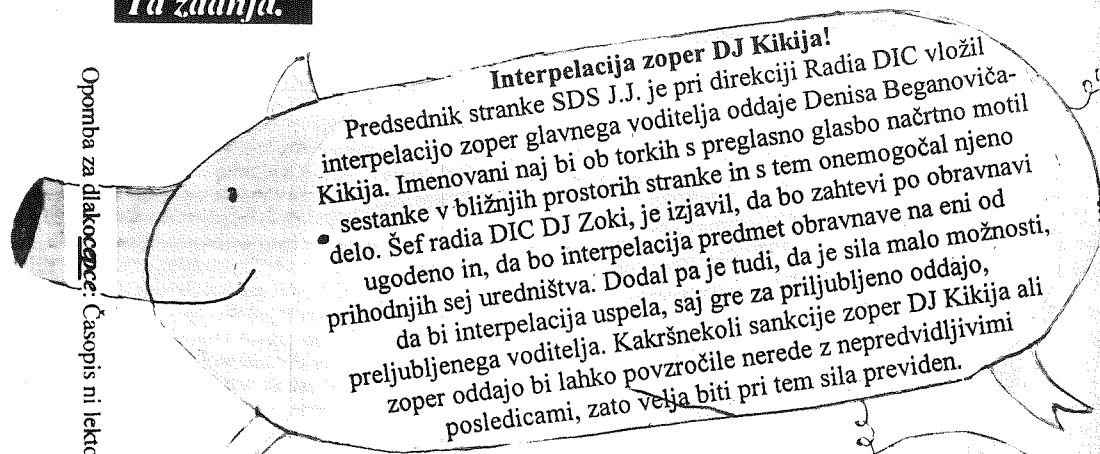 Ta zadnja.
Interpelacija zoper DJ Kikija!
Predsednik stranke SDS J.J. je pri direkciji Radia DIC vložil
interpelacijo zoper glavnega voditelja oddaje Denisa Beganoviča-
Kikija. Imenovani naj bi ob torkih s preglasno glasbo načrtno motil
sestanke v bližnjih prostorih stranke in s tem onemogočal njeno
delo. Šef radia DIC DJ Zoki, je izjavil, da bo zahtevi po obravnavi
ugodeno in, da bo interpelacija predmet obravnave na eni od
prihodnjih sej uredništva. Dodal pa je tudi, da je sila malo možnosti,
da bi interpelacija uspela, saj gre za priljubljeno oddajo,
preljubljenega voditelja. Kakršnekoli sankcije zoper DJ Kikija ali
zoper oddajo bi lahko povzročile nerede z nepredvidljivimi
posledicami, zato velja biti pri tem sila previden.
Opomba za dlakocepce: Časopis ni lekto